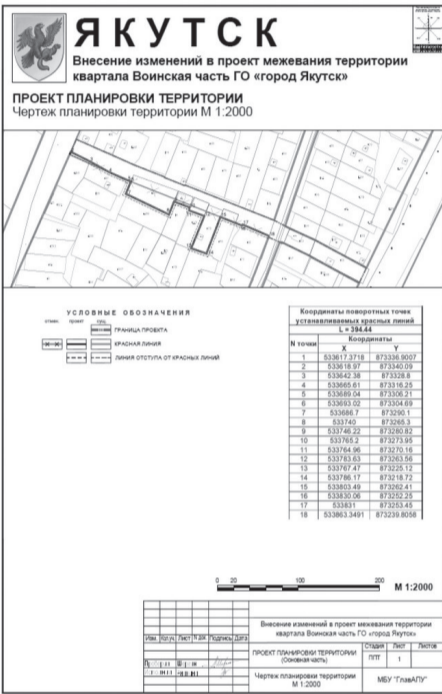 ЯКУТСК
Внесение изменений в проект межевания территории
квартала Воинская часть ГО «город Якутск»
ПРОЕКТ ПЛАНИРОВКИ ТЕРРИТОРИИ
Чертеж планировки территории М 1:2000
УСЛОВНЫЕ ОБОЗНАЧЕНИЯ
отмен. проект сущ.
ГРАНИЦА ПРОЕКТА
КРАСНАЯ ЛИНИЯ
ЛИНИЯ ОТСТУПА ОТ КРАСНЫХ ЛИНИЙ
Координаты поворотных точек
устанавливаемых красных линий
L = 394.44
N точки Координаты
X Y
1 533617.3718 873336.9007
2 533618.97 873340.09
3 533642.38 873328.8
4 533665.61 873316.25
5 533689.04 873306.21
6 533693.02 873304.69
7 533686.7 873290.1
8 533740 873265.3
9 533746.22 873280.82
10 533765.2 873273.95
11 533764.96 873270.16
12 533783.63 873263.56
13 533767.47 873225.12
14 533786.17 873218.72
15 533803.49 873262.41
16 533830.06 873252.25
17 533831 873253.45
18 533863.3491 873239.8058
0 20 100 200 М 1:2000
Внесение изменений в проект межевания территории
квартала Воинская часть ГО «город Якутск»
Изм. Кол.уч. Лист N док. Подпись Дата
ПРОЕКТ ПЛАНИРОВКИ ТЕРРИТОРИИ
(Основная часть)
Стадия Лист Листов
ППТ 1
Чертеж планировки территории
М 1:2000
МБУ "ГлавАПУ"